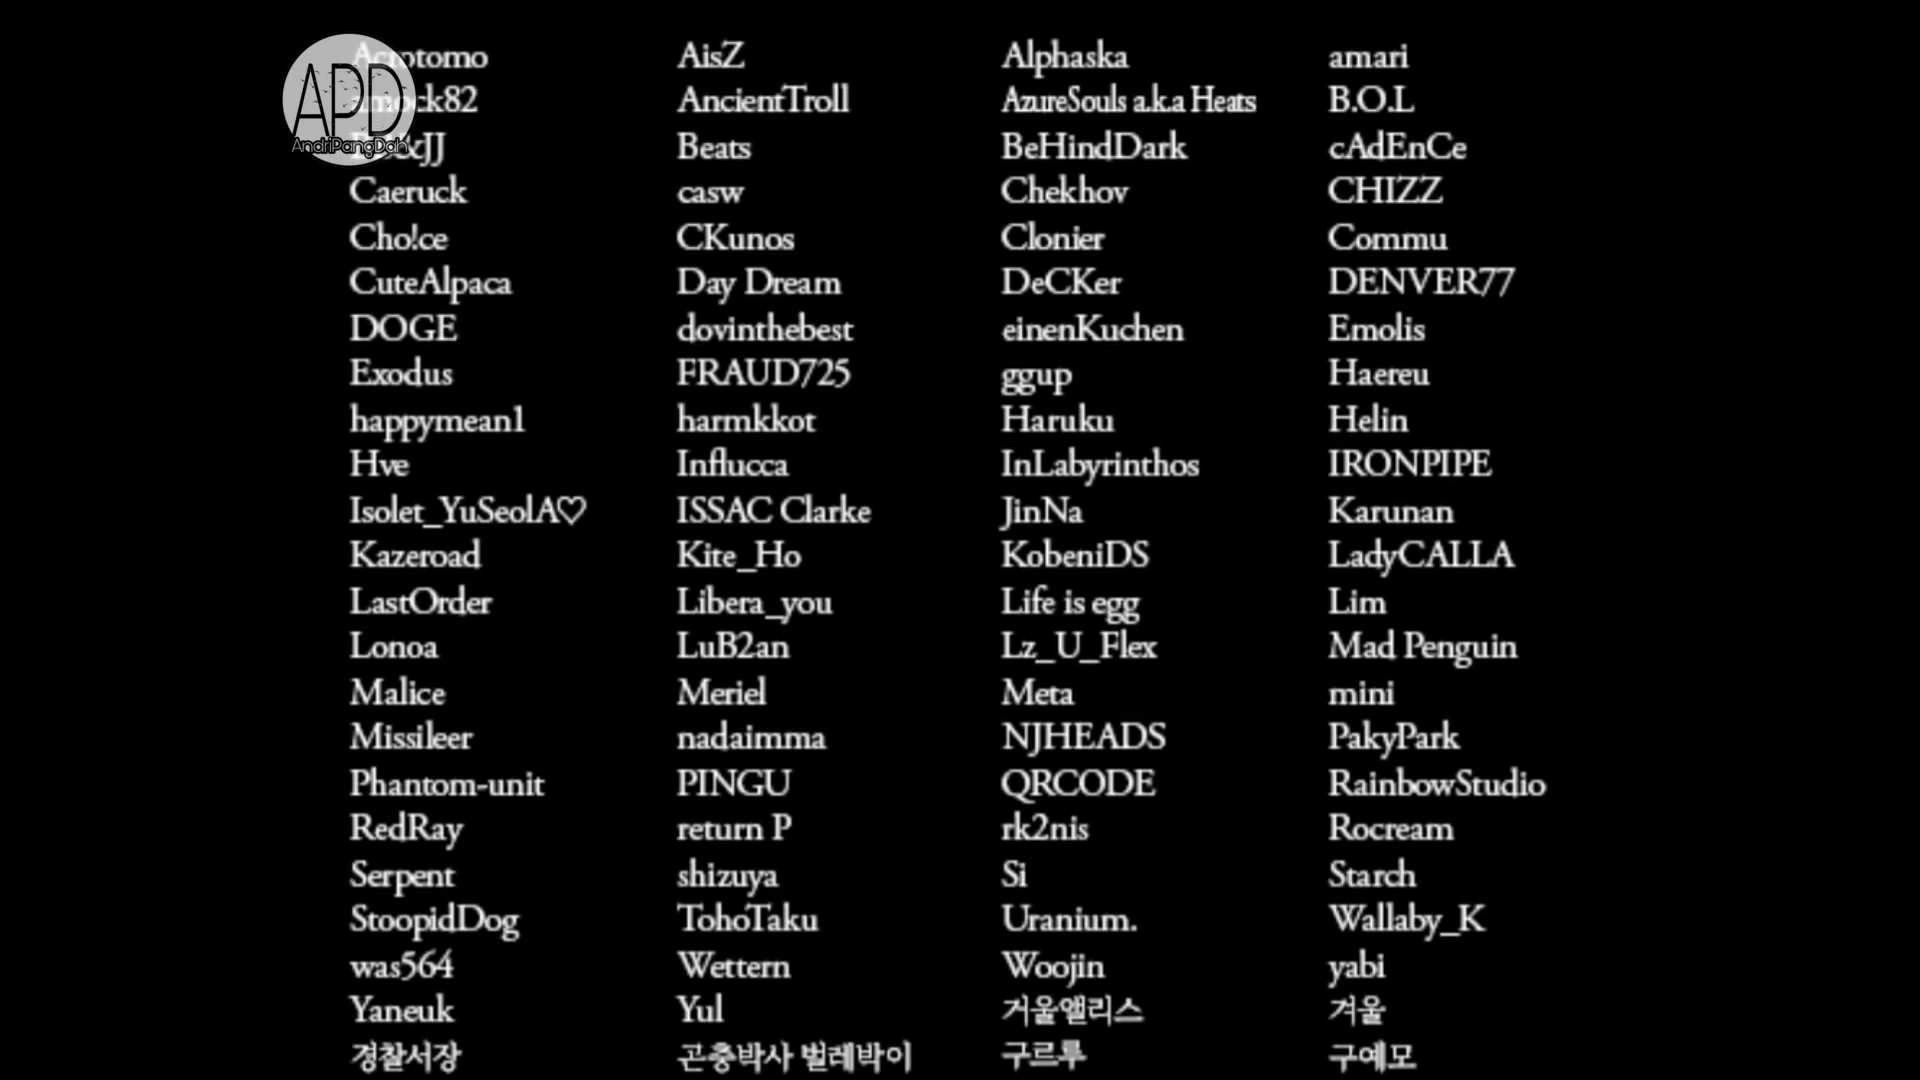 Acrotomo AisZ Alphaska amari
APD
amock82 AncientTroll AzureSouls a.k.a Heats B.O.L
AndriPangDah
Beats BeHindDark cAdEnCe
Caeruck casw Chekhov CHIZZ
Cho!ce CKunos Clonier Commu
CuteAlpaca Day Dream DeCKer DENVER77
DOGE dovinthebest einenKuchen Emolis
Exodus FRAUD725 ggup Haereu
happymean1 harmkkot Haruku Helin
Hve Influcca InLabyrinthos IRONPIPE
Isolet_YuSeolA♡ ISSAC Clarke JinNa Karunan
Kazeroad Kite_Ho KobeniDS LadyCALLA
LastOrder Libera_you Life is egg Lim
Lonoa LuB2an Lz_U_Flex Mad Penguin
Malice Meriel Meta mini
Missileer nadaimma NJHEADS PakyPark
Phantom-unit PINGU QRCODE RainbowStudio
RedRay return P rk2nis Rocream
Serpent shizuya Si Starch
StoopidDog TohoTaku Uranium. Wallaby_K
was564 Wettern Woojin yabi
Yaneuk Yul 거울앨리스 겨울
경찰서장 곤충박사 벌레박이 구르루 구예모